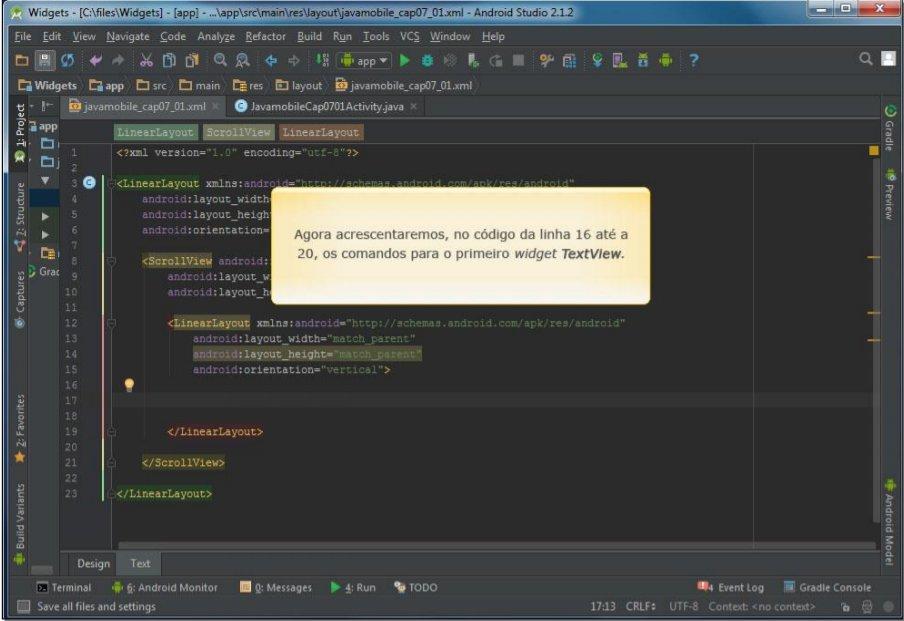 Widgets - [C:\files\Widgets] - [app] - ...\app\src\main\res\layout\javamobile_cap07_01.xml - Android Studio 2.1.2
File Edit View Navigate Code Analyze Refactor Build Run Tools VCS Window Help
app
Widgets app src main res layout javamobile_cap07_01.xml
javamobile_cap07_01.xml JavamobileCap0701Activity.java
1: Project
app
Gradle
LinearLayout ScrollView LinearLayout
1 <?xml version="1.0" encoding="utf-8"?>
2
3 <LinearLayout xmlns:android="http://schemas.android.com/apk/res/android"
4 android:layout_width
5 android:layout_heigh
6 android:orientation=
7
8 <ScrollView android:
9 android:layout_w
10 android:layout_h
11
12 <LinearLayout xmlns:android="http://schemas.android.com/apk/res/android"
13 android:layout_width="match_parent"
14 android:layout_height="match_parent"
15 android:orientation="vertical">
16
17
18
19 </LinearLayout>
20
21 </ScrollView>
22
23 </LinearLayout>
Agora acrescentaremos, no código da linha 16 até a
20, os comandos para o primeiro widget TextView.
Preview
Z: Structure
Grad
Captures
2: Favorites
Build Variants
Android Model
Design Text
Terminal 6: Android Monitor 0: Messages 4: Run TODO
4 Event Log Gradle Console
Save all files and settings
17:13 CRLF UTF-8 Context: <no context>